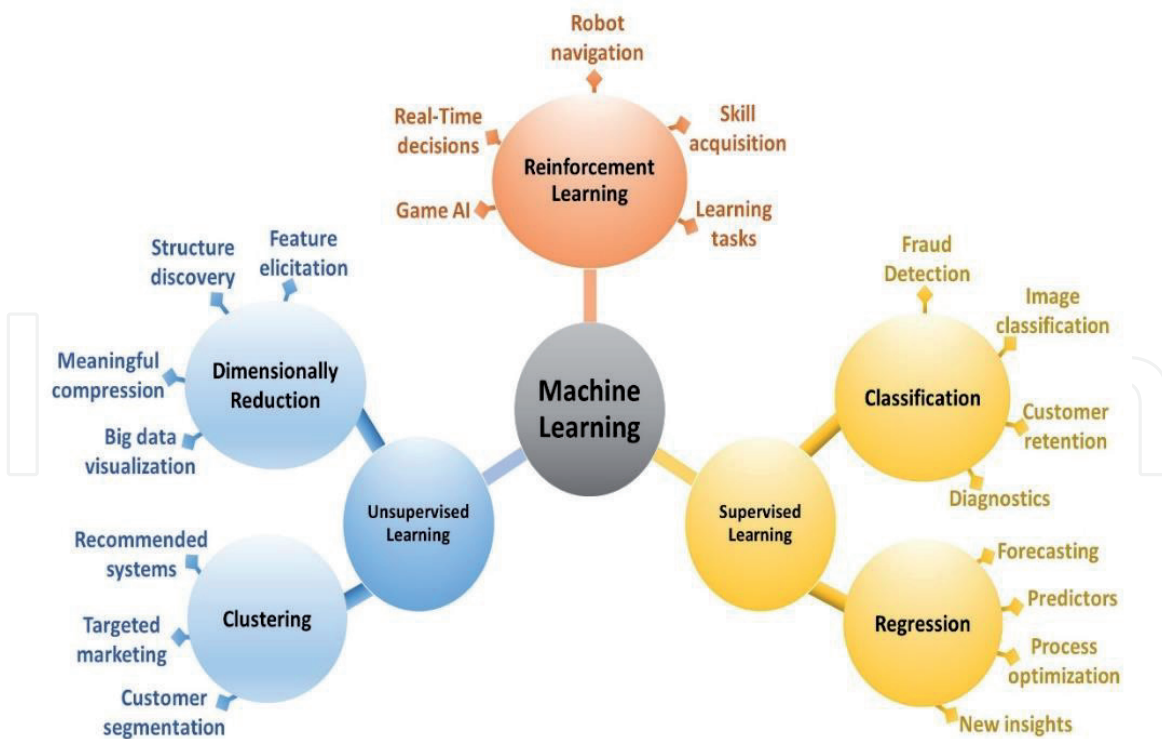 Robot
navigation
Real-Time
decisions
Skill
acquisition
Reinforcement
Learning
Game AI
Learning
tasks
Structure
discovery
Feature
elicitation
Meaningful
compression
Dimensionally
Reduction
Big data
visualization
Machine
Learning
Fraud
Detection
Image
classification
Classification
Customer
retention
Diagnostics
Unsupervised
Learning
Supervised
Learning
Recommended
systems
Clustering
Targeted
marketing
Customer
segmentation
Forecasting
Predictors
Regression
Process
optimization
New insights